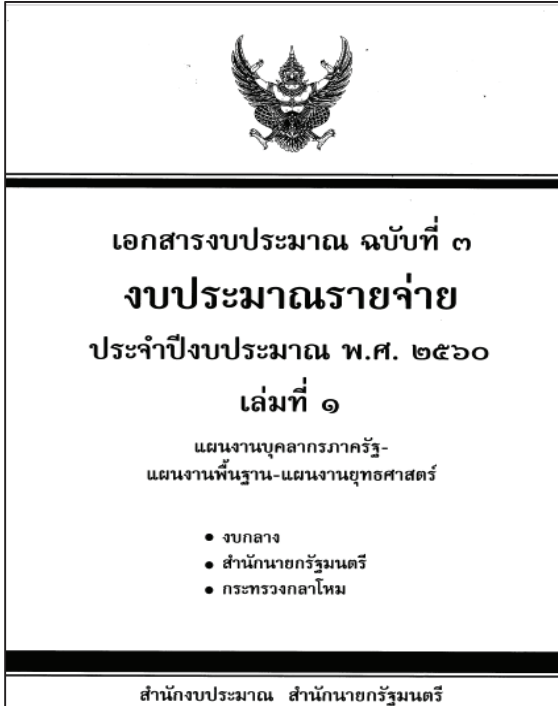 เอกสารงบประมาณ ฉบับที่ ๓
งบประมาณรายจ่าย
ประจำปีงบประมาณ พ.ศ. ๒๕๖๐
เล่มที่ ๑
แผนงานบุคลากรภาครัฐ-
แผนงานพื้นฐาน-แผนงานยุทธศาสตร์
• งบกลาง
• สำนักนายกรัฐมนตรี
• กระทรวงกลาโหม
สำนักงบประมาณ สำนักนายกรัฐมนตรี